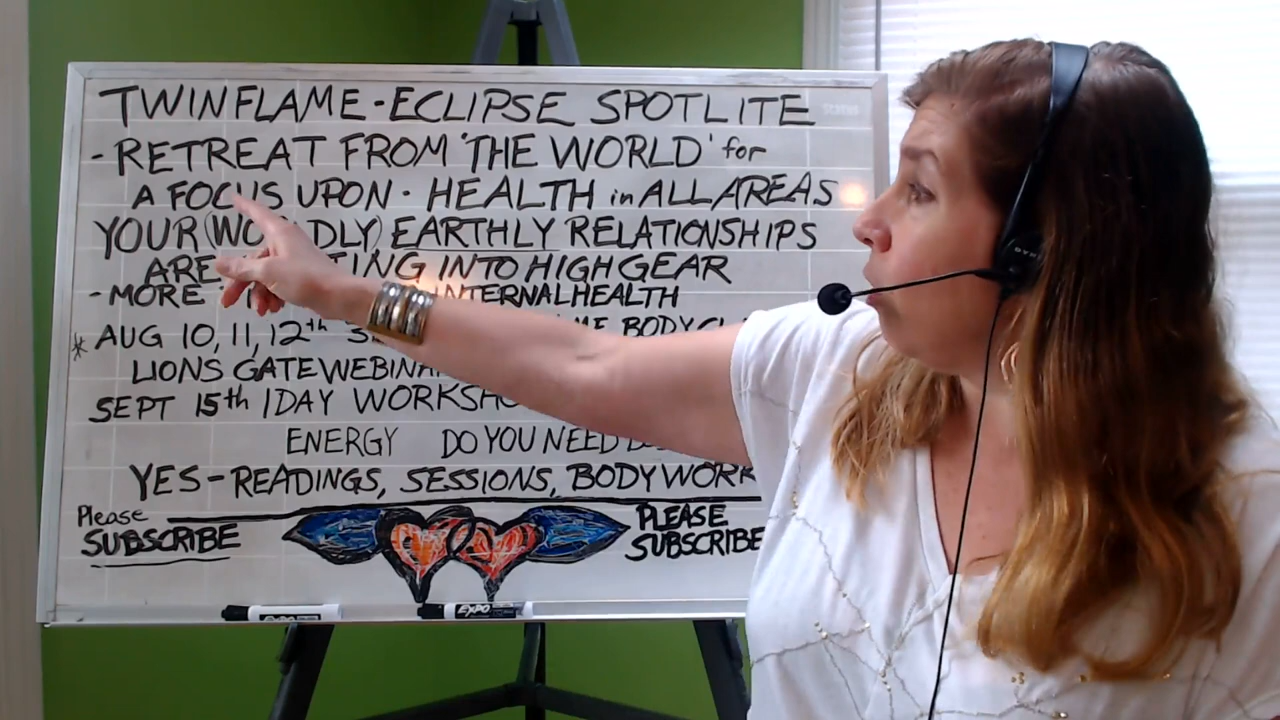 TWINFLAME - ECLIPSE SPOTLITE
- RETREAT FROM 'THE WORLD' for
A FOCUS UPON · HEALTH in ALL AREAS
YOUR (WO DLY) EARTHLY RELATIONSHIPS
ARE TING INTO HIGH GEAR
- MORE INTERNAL HEALTH
* AUG 10, 11, 12th BODY
LIONS GATE WEBINA
SEPT 15th 1 DAY WORKSHO
ENERGY DO YOU NEED
YES - READINGS, SESSIONS, BODYWORK
Please SUBSCRIBE
PLEASE SUBSCRIBE
EXPO